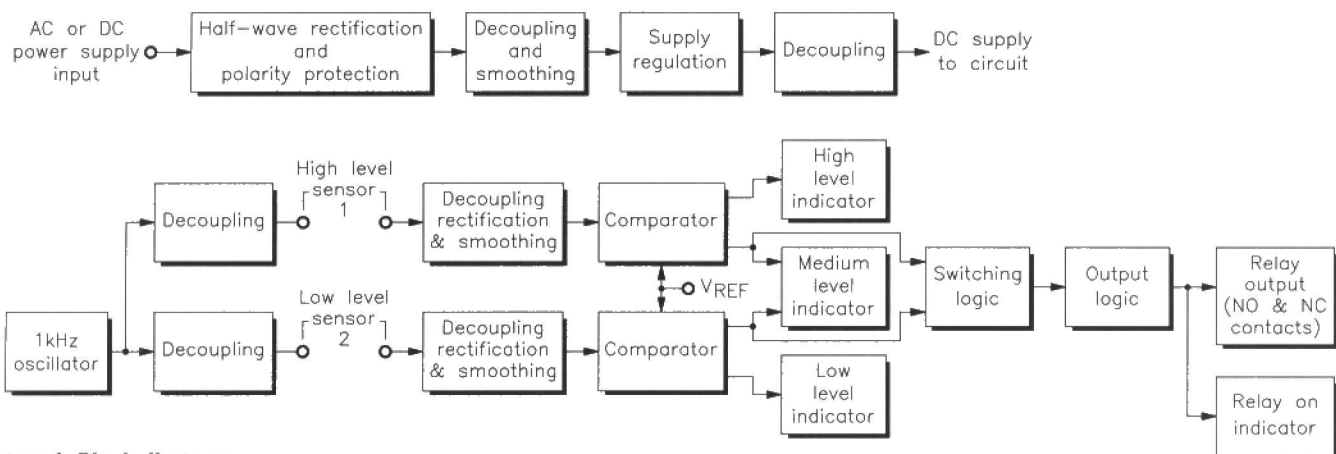 AC or DC
power supply
input
Half-wave rectification
and
polarity protection
Decoupling
and
smoothing
Supply
regulation
Decoupling
DC supply
to circuit
High level
sensor
1
Decoupling
Decoupling
rectification
& smoothing
Comparator
High
level
indicator
VREF
Medium
level
indicator
Switching
logic
Output
logic
Relay
output
(NO & NC
contacts)
1kHz
oscillator
Decoupling
Low level
sensor
2
Decoupling
rectification
& smoothing
Comparator
Low
level
indicator
Relay on
indicator